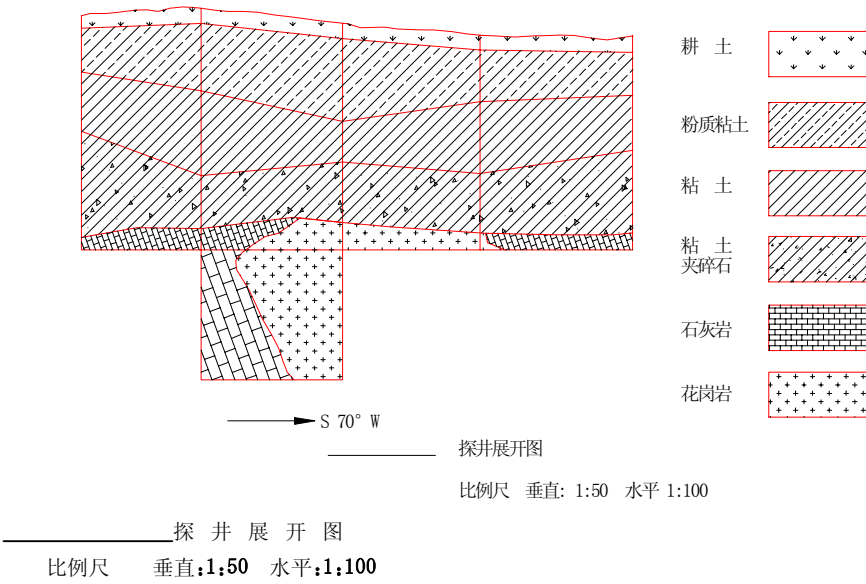 耕 土
粉质粘土
粘 土
粘 土
夹碎石
石灰岩
花岗岩
S 70° W
探井展开图
比例尺 垂直: 1:50 水平 1:100
探 井 展 开 图
比例尺 垂直:1:50 水平:1:100